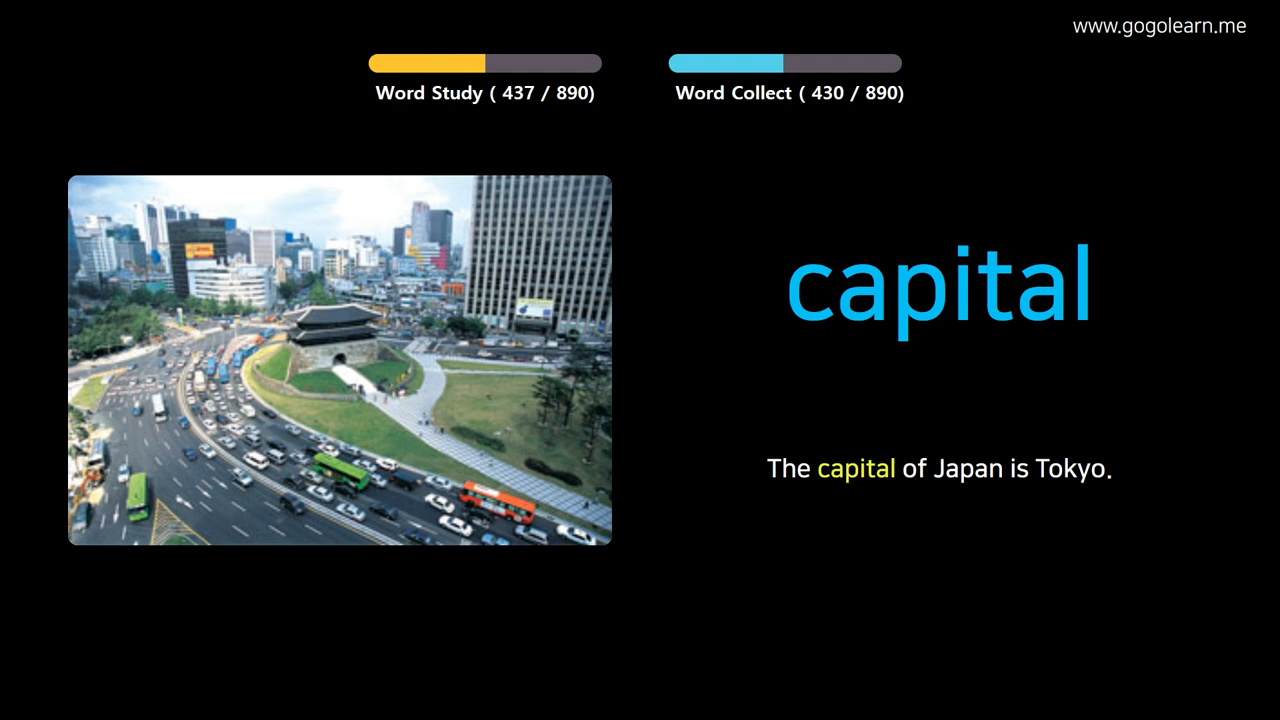 www.gogolearn.me
Word Study ( 437 / 890)
Word Collect ( 430 / 890)
capital
The capital of Japan is Tokyo.